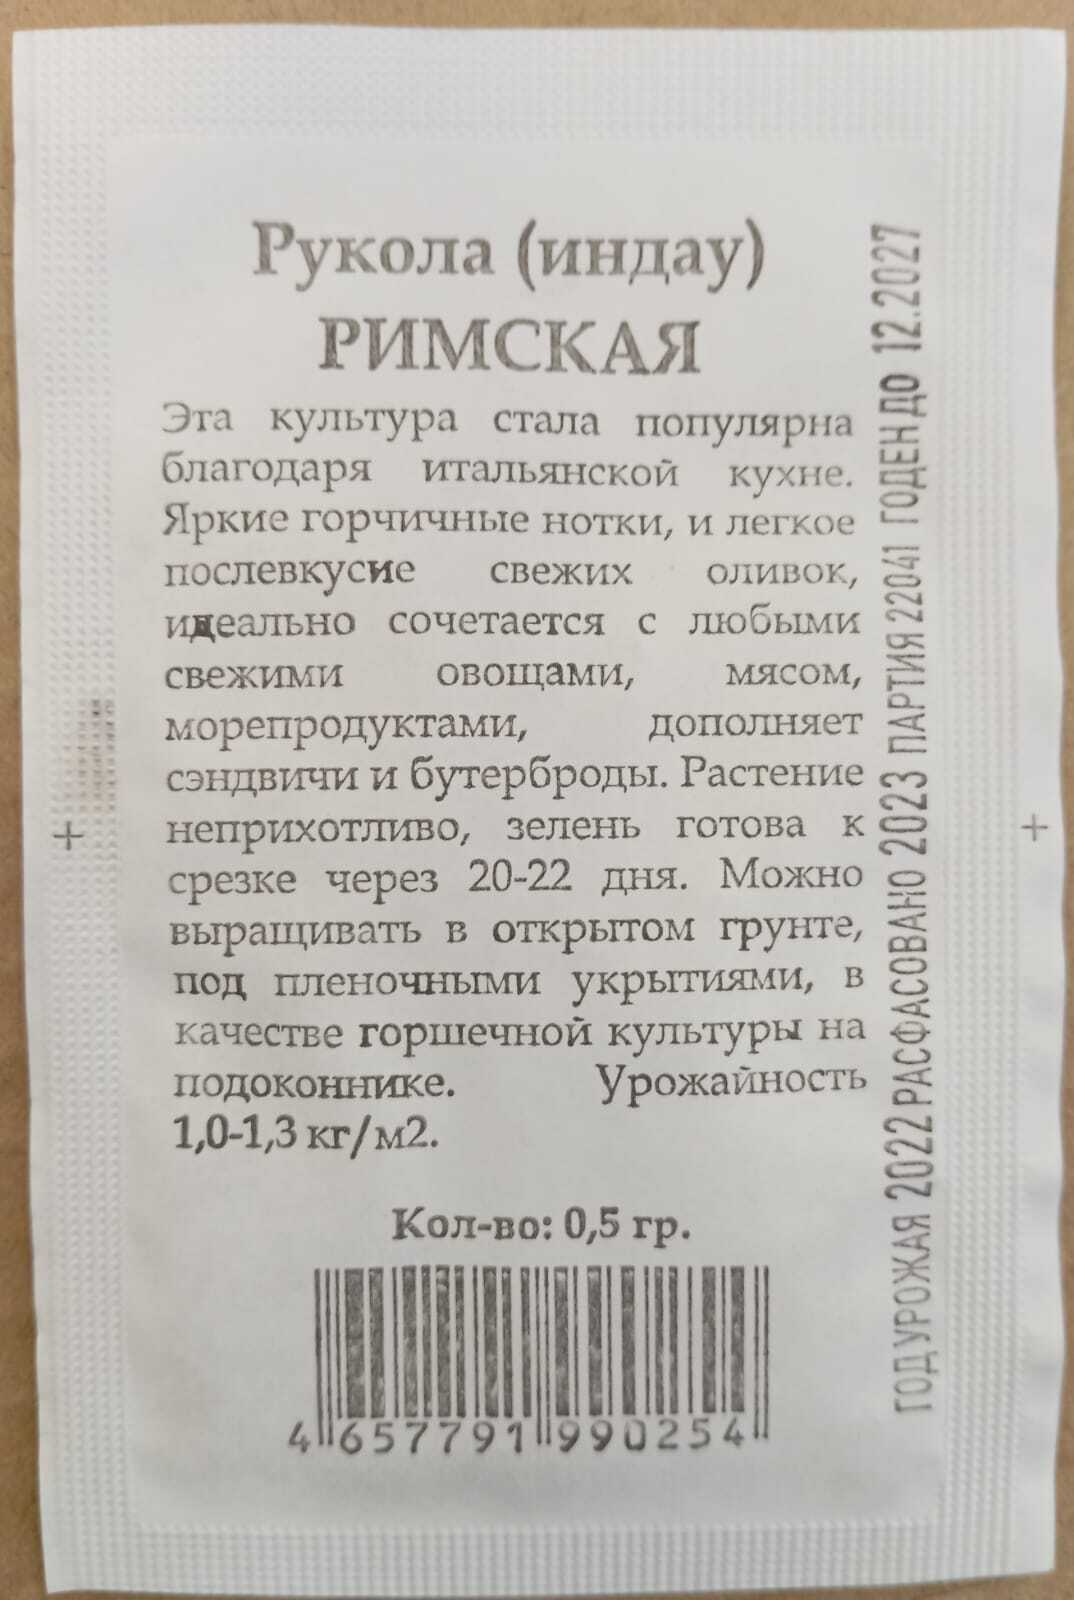 Рукола (индау)
РИМСКАЯ
Эта культура стала популярна
благодаря итальянской кухне.
Яркие горчичные нотки, и легкое
послевкусие свежих оливок,
идеально сочетается с любыми
свежими овощами, мясом,
морепродуктами, дополняет
сэндвичи и бутерброды. Растение
неприхотливо, зелень готова к
срезке через 20-22 дня. Можно
выращивать в открытом грунте,
под пленочными укрытиями, в
качестве горшечной культуры на
подоконнике. Урожайность
1,0-1,3 кг/м2.
Кол-во: 0,5 гр.
4 657791 990254
ГОД УРОЖАЯ 2022 РАСФАСОВАНО 2023 ПАРТИЯ 22041 ГОДЕН ДО 12.2027